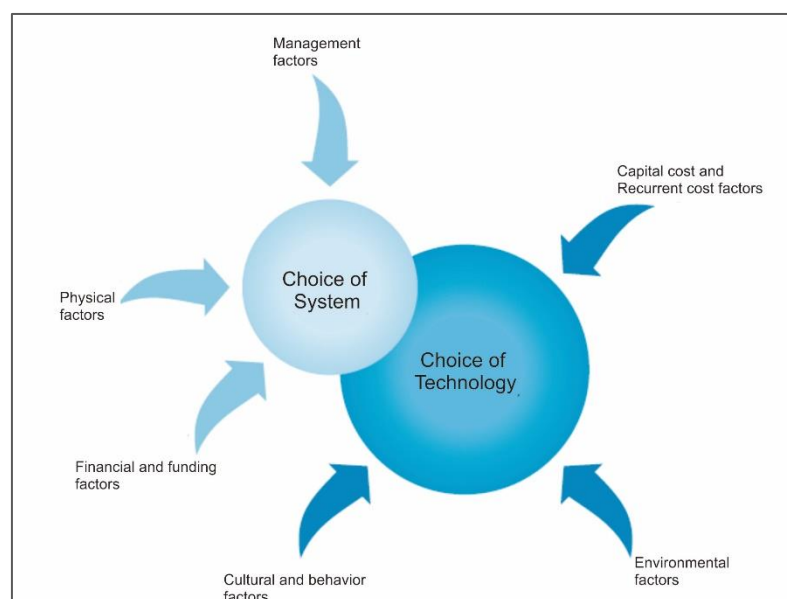 Management
factors
Capital cost and
Recurrent cost factors
Choice of
System
Physical
factors
Choice of
Technology
Financial and funding
factors
Environmental
factors
Cultural and behavior
factors